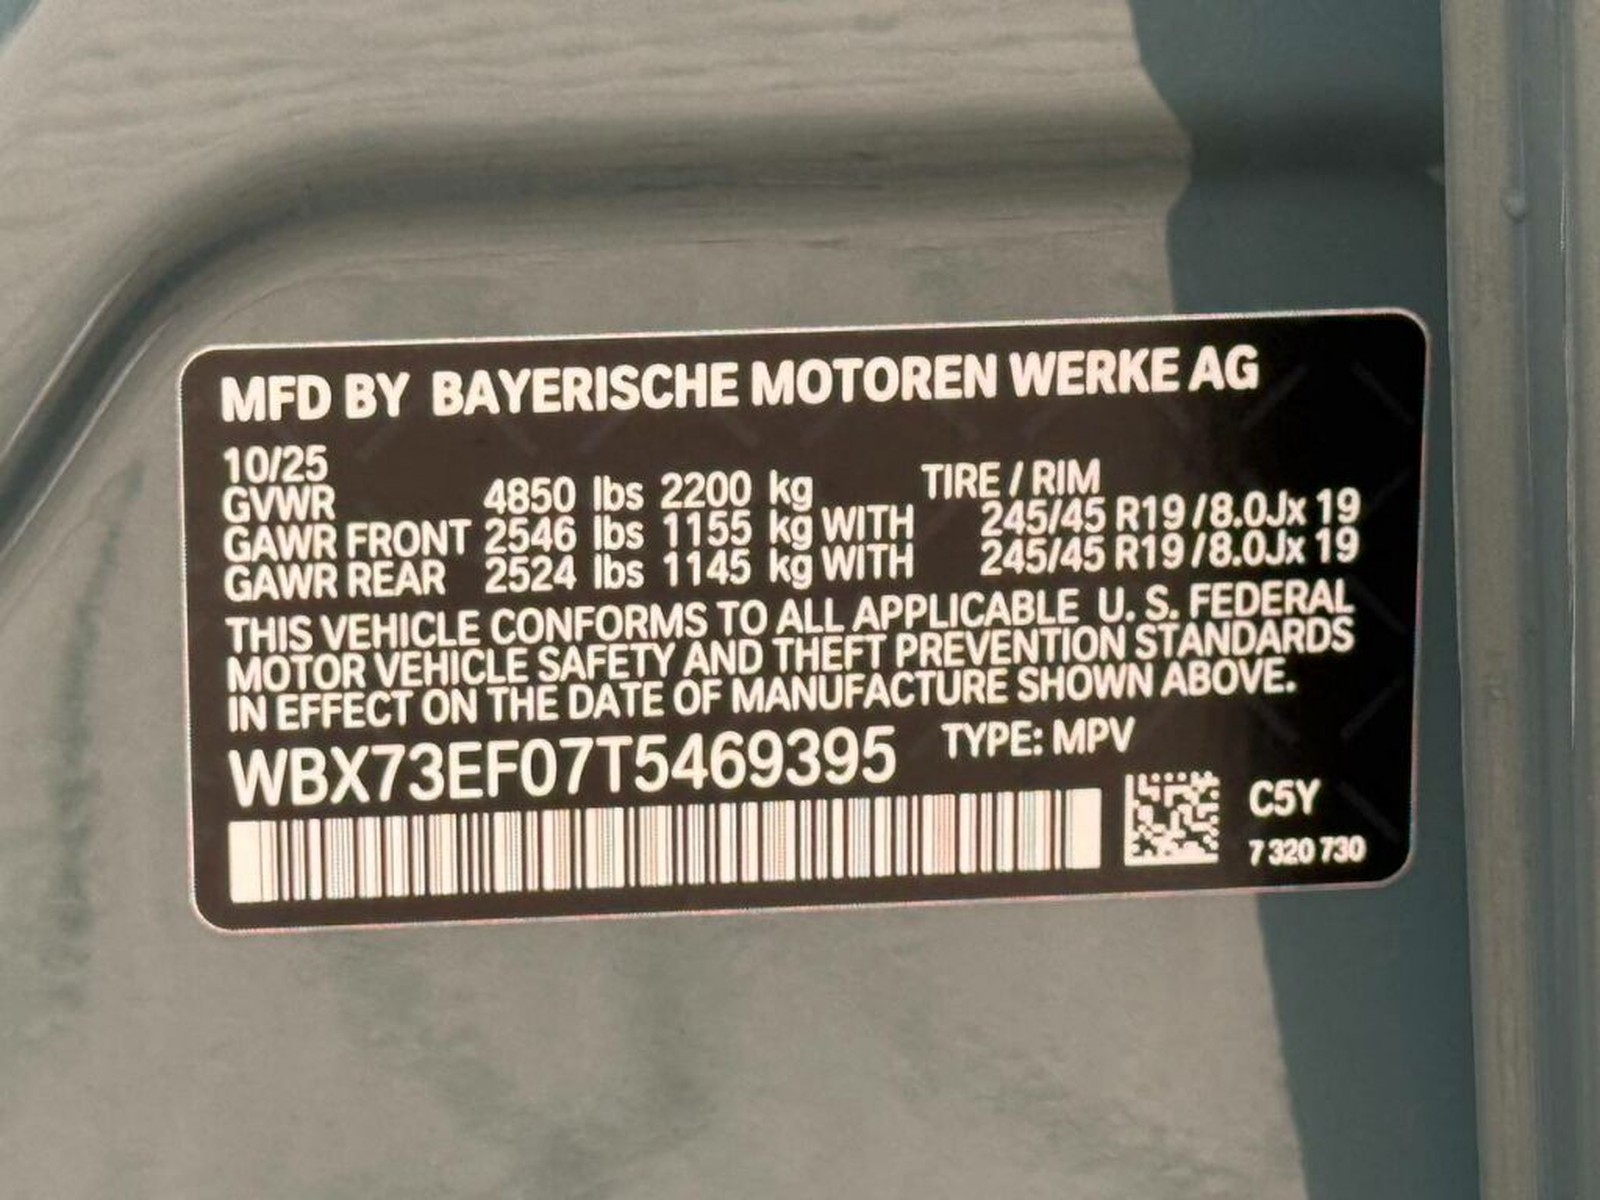 MFD BY BAYERISCHE MOTOREN WERKE AG
10/25 TIRE / RIM
GVWR 4850 lbs 2200 kg
GAWR FRONT 2546 lbs 1155 kg WITH 245/45 R19 / 8.0Jx 19
GAWR REAR 2524 lbs 1145 kg WITH 245/45 R19 / 8.0Jx 19
THIS VEHICLE CONFORMS TO ALL APPLICABLE U. S. FEDERAL
MOTOR VEHICLE SAFETY AND THEFT PREVENTION STANDARDS
IN EFFECT ON THE DATE OF MANUFACTURE SHOWN ABOVE.
WBX73EF07T5469395 TYPE: MPV
C5Y
7 320 730